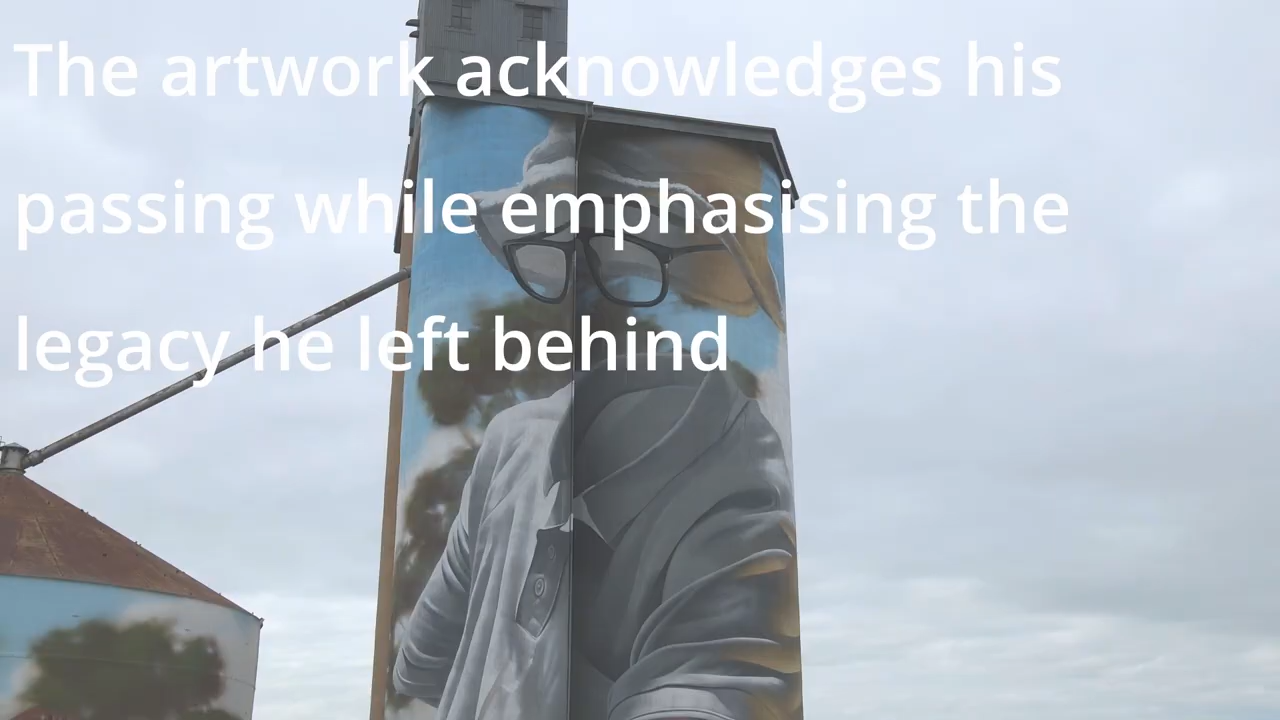 The artwork acknowledges his
passing while emphasising the
legacy he left behind